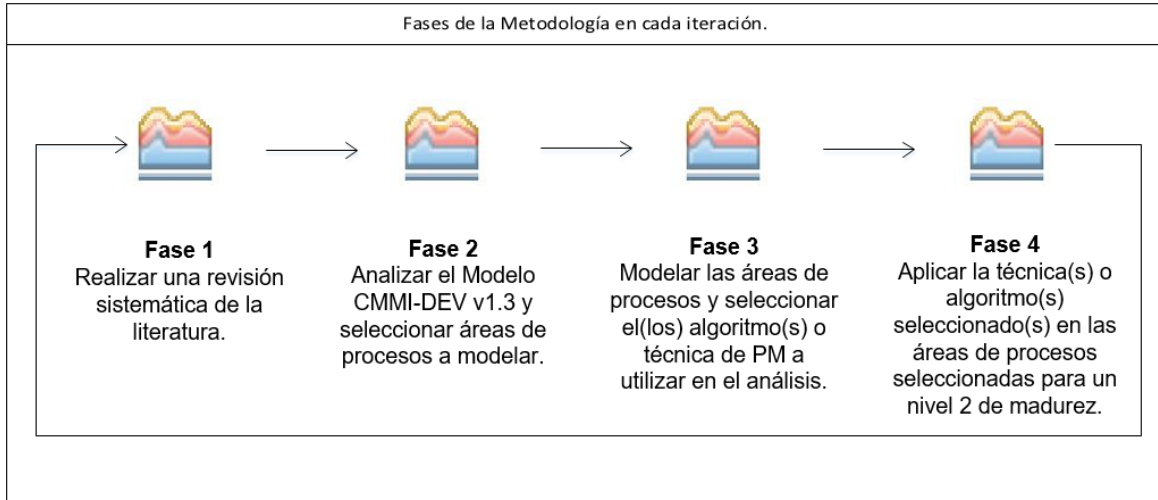 Fases de la Metodología en cada iteración.
Fase 1
Realizar una revisión
sistemática de la
literatura.
Fase 2
Analizar el Modelo
CMMI-DEV v1.3 y
seleccionar áreas de
procesos a modelar.
Fase 3
Modelar las áreas de
procesos y seleccionar
el(los) algoritmo(s) o
técnica de PM a
utilizar en el análisis.
Fase 4
Aplicar la técnica(s) o
algoritmo(s)
seleccionado(s) en las
áreas de procesos
seleccionadas para un
nivel 2 de madurez.